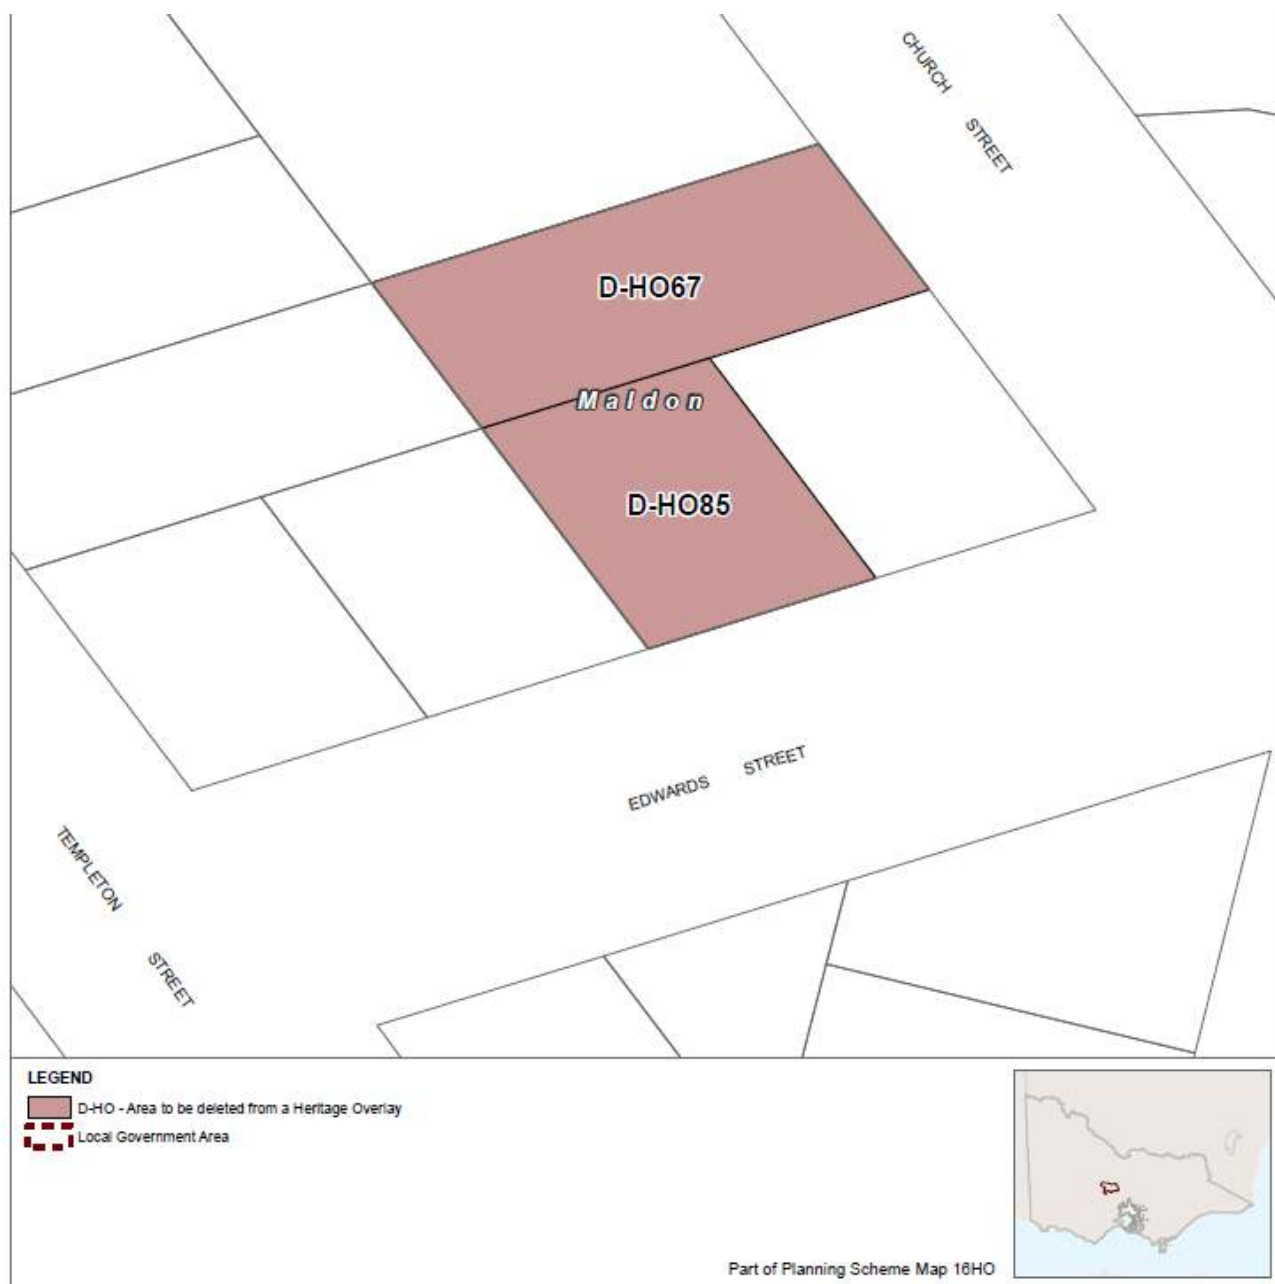 CHURCH STREET
D-HO67
Maldon
D-HO85
EDWARDS STREET
TEMPLETON STREET
LEGEND
D-HO - Area to be deleted from a Heritage Overlay
Local Government Area
Part of Planning Scheme Map 16HO